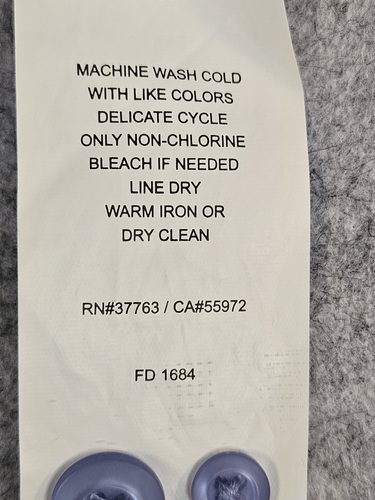 MACHINE WASH COLD
WITH LIKE COLORS
DELICATE CYCLE
ONLY NON-CHLORINE
BLEACH IF NEEDED
LINE DRY
WARM IRON OR
DRY CLEAN
RN#37763 / CA#55972
FD 1684